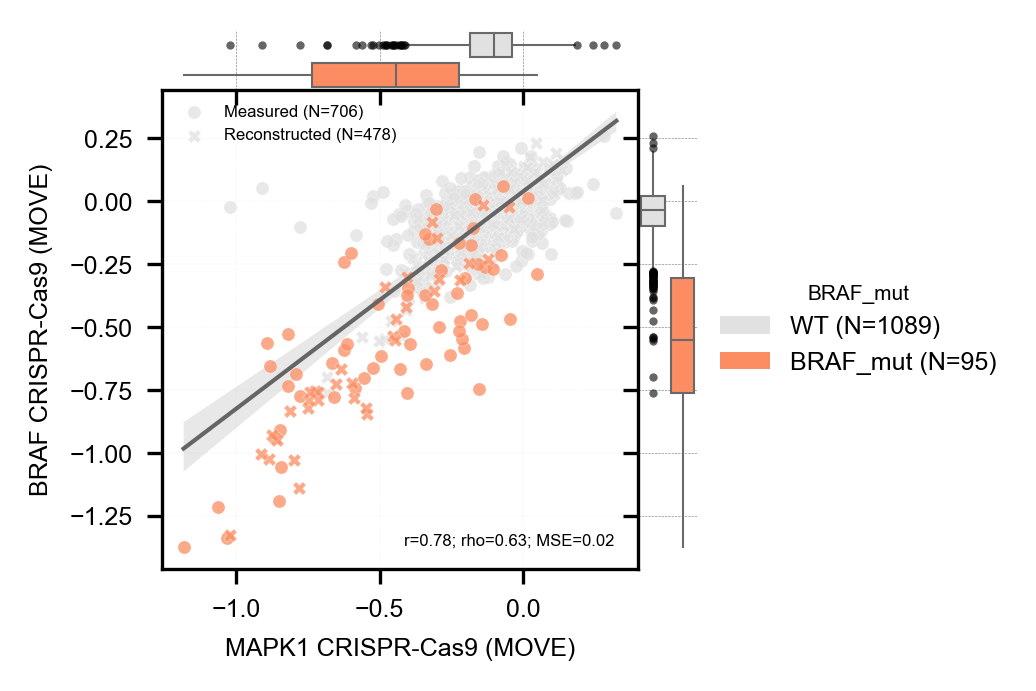 Measured (N=706)
Reconstructed (N=478)
0.25
0.00
−0.25
−0.50
−0.75
−1.00
−1.25
BRAF CRISPR-Cas9 (MOVE)
r=0.78; rho=0.63; MSE=0.02
−1.0
−0.5
0.0
MAPK1 CRISPR-Cas9 (MOVE)
BRAF_mut
WT (N=1089)
BRAF_mut (N=95)